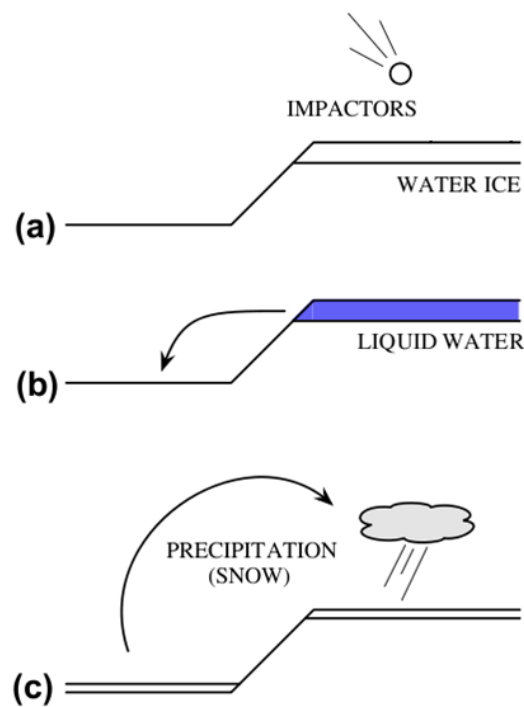 IMPACTORS
WATER ICE
(a)
LIQUID WATER
(b)
PRECIPITATION
(SNOW)
(c)